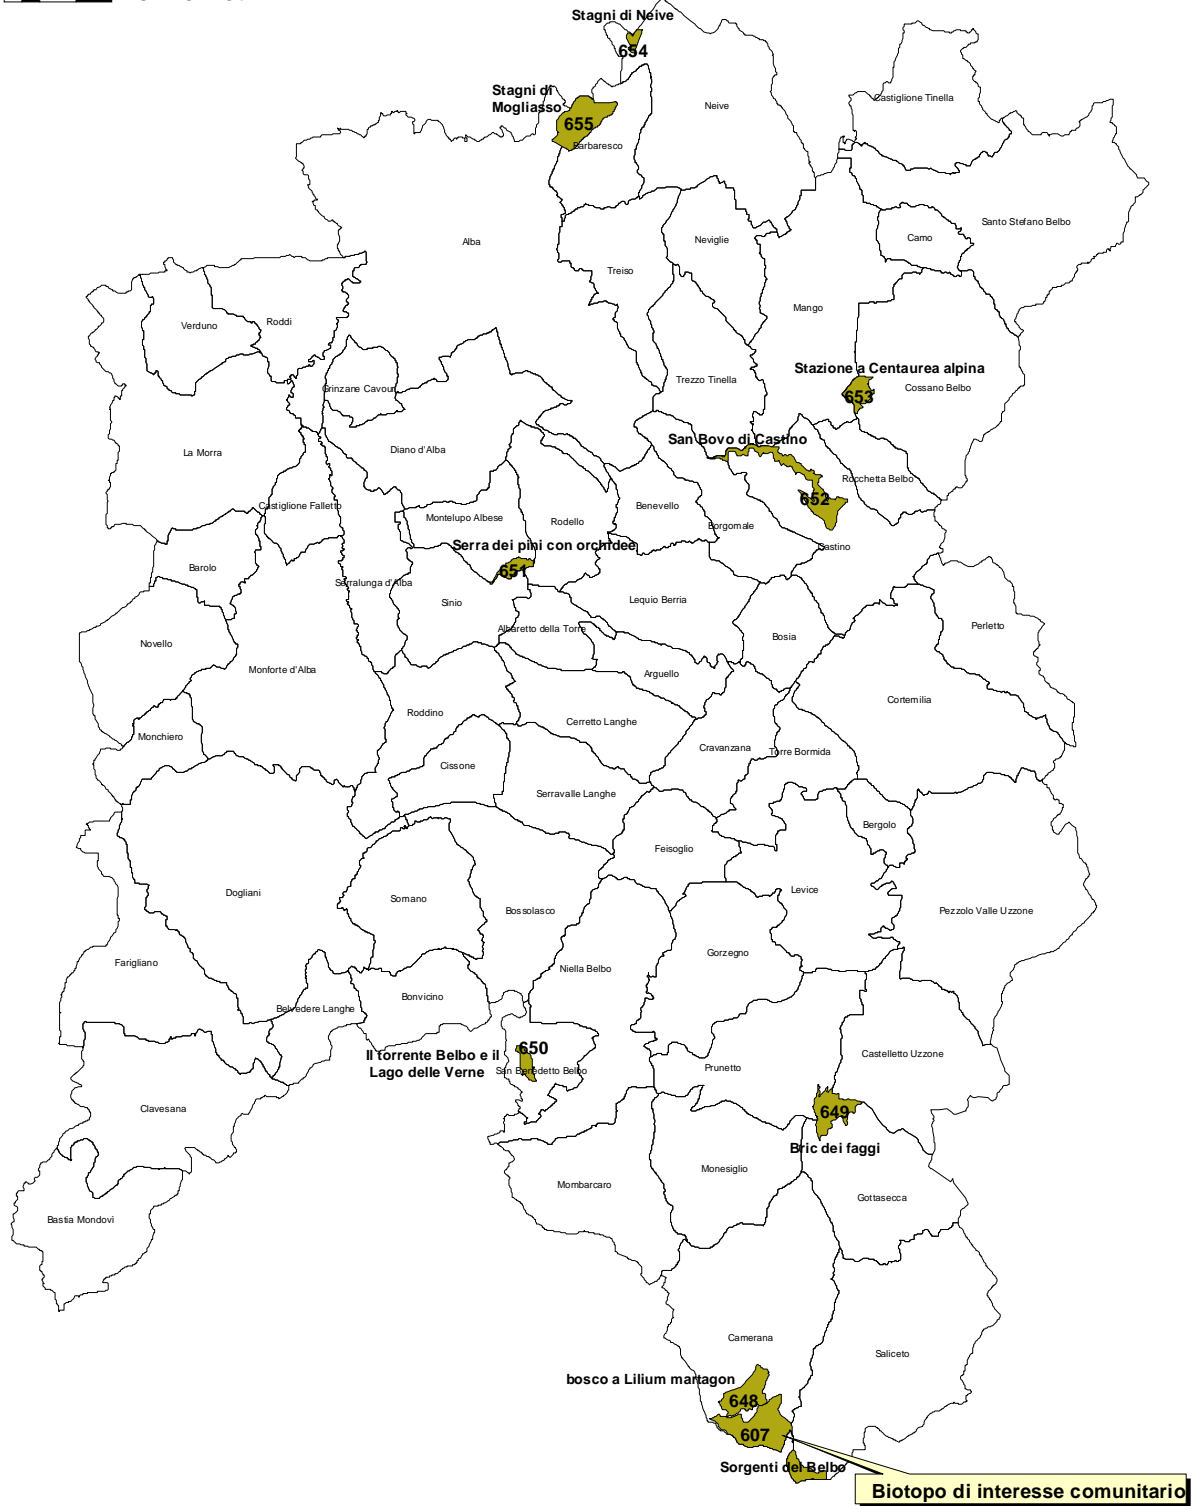 Stagni di Neive
654
Stagni di
Mogliasso
655
Neive
Castiglione Tinella
Barbaresco
Santo Stefano Belbo
Camo
Neviglie
Alba
Treiso
Mango
Verduno
Roddi
Stazione a Centaurea alpina
653
Cossano Belbo
Trezzo Tinella
Grinzane Cavour
San Bovo di Castino
La Morra
Diano d'Alba
Rocchetta Belbo
652
Castiglione Falletto
Montelupo Albese
Rodello
Benevello
Borgomale
Castino
Serra dei pini con orchidee
651
Barolo
Serralunga d'Alba
Sinio
Lequio Berria
Albaretto della Torre
Bosia
Perletto
Novello
Monforte d'Alba
Arguello
Cortemilia
Roddino
Cerretto Langhe
Monchiero
Cravanzana
Torre Bormida
Cissone
Serravalle Langhe
Bergolo
Feisoglio
Dogliani
Somano
Levice
Bossolasco
Pezzolo Valle Uzzone
Farigliano
Gorzegno
Niella Belbo
Bonvicino
Belvedere Langhe
650
Il torrente Belbo e il
Lago delle Verne
San Benedetto Belbo
Prunetto
Castelletto Uzzone
Clavesana
649
Bric dei faggi
Monesiglio
Mombarcaro
Gottasecca
Bastia Mondovì
Camerana
Saliceto
bosco a Lilium martagon
648
607
Sorgenti del Belbo
Biotopo di interesse comunitario